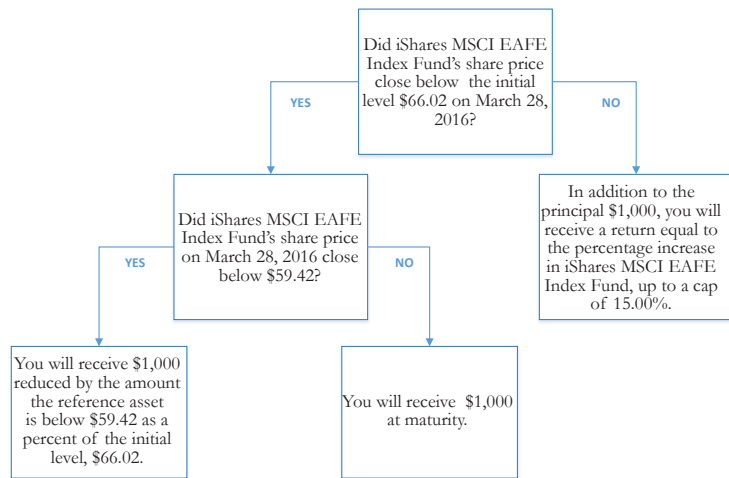 Did iShares MSCI EAFE
Index Fund's share price
close below the initial
level $66.02 on March 28,
2016?
YES
NO
Did iShares MSCI EAFE
Index Fund's share price
on March 28, 2016 close
below $59.42?
In addition to the
principal $1,000, you will
receive a return equal to
the percentage increase
in iShares MSCI EAFE
Index Fund, up to a cap
of 15.00%.
YES
NO
You will receive $1,000
reduced by the amount
the reference asset
is below $59.42 as a
percent of the initial
level, $66.02.
You will receive $1,000
at maturity.